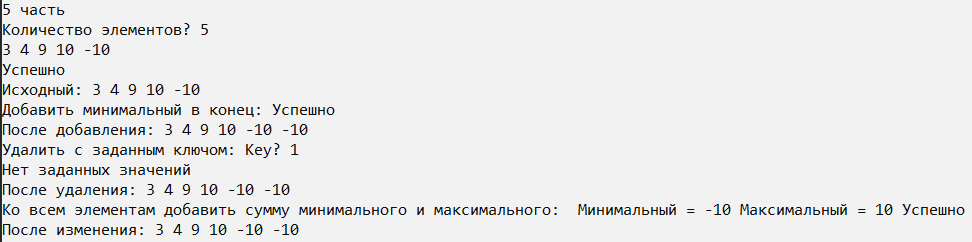 5 часть
Количество элементов? 5
3 4 9 10 -10
Успешно
Исходный: 3 4 9 10 -10
Добавить минимальный в конец: Успешно
После добавления: 3 4 9 10 -10 -10
Удалить с заданным ключом: Key? 1
Нет заданных значений
После удаления: 3 4 9 10 -10 -10
Ко всем элементам добавить сумму минимального и максимального:  Минимальный = -10 Максимальный = 10 Успешно
После изменения: 3 4 9 10 -10 -10